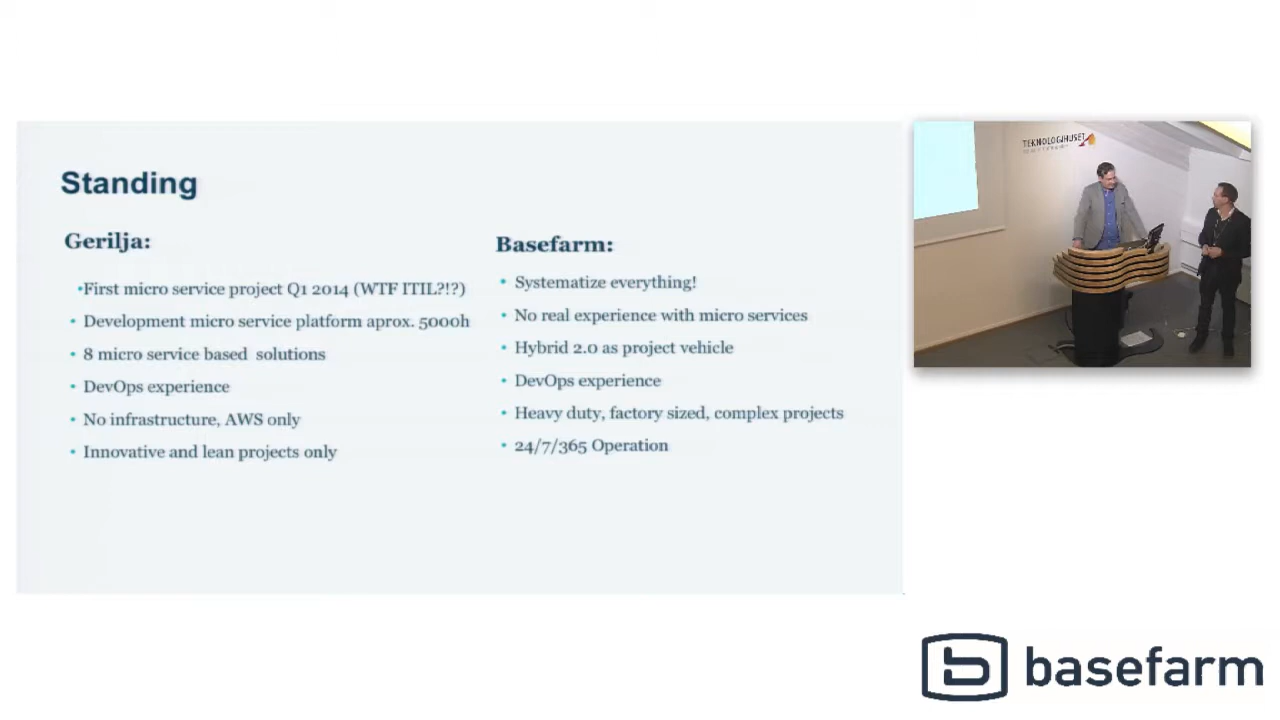 Standing
Gerilja:
•First micro service project Q1 2014 (WTF ITIL?!?)
• Development micro service platform aprox. 5000h
• 8 micro service based solutions
• DevOps experience
• No infrastructure, AWS only
• Innovative and lean projects only
Basefarm:
• Systematize everything!
• No real experience with micro services
• Hybrid 2.0 as project vehicle
• DevOps experience
• Heavy duty, factory sized, complex projects
• 24/7/365 Operation
TEKNOLOGIHUSET
basefarm